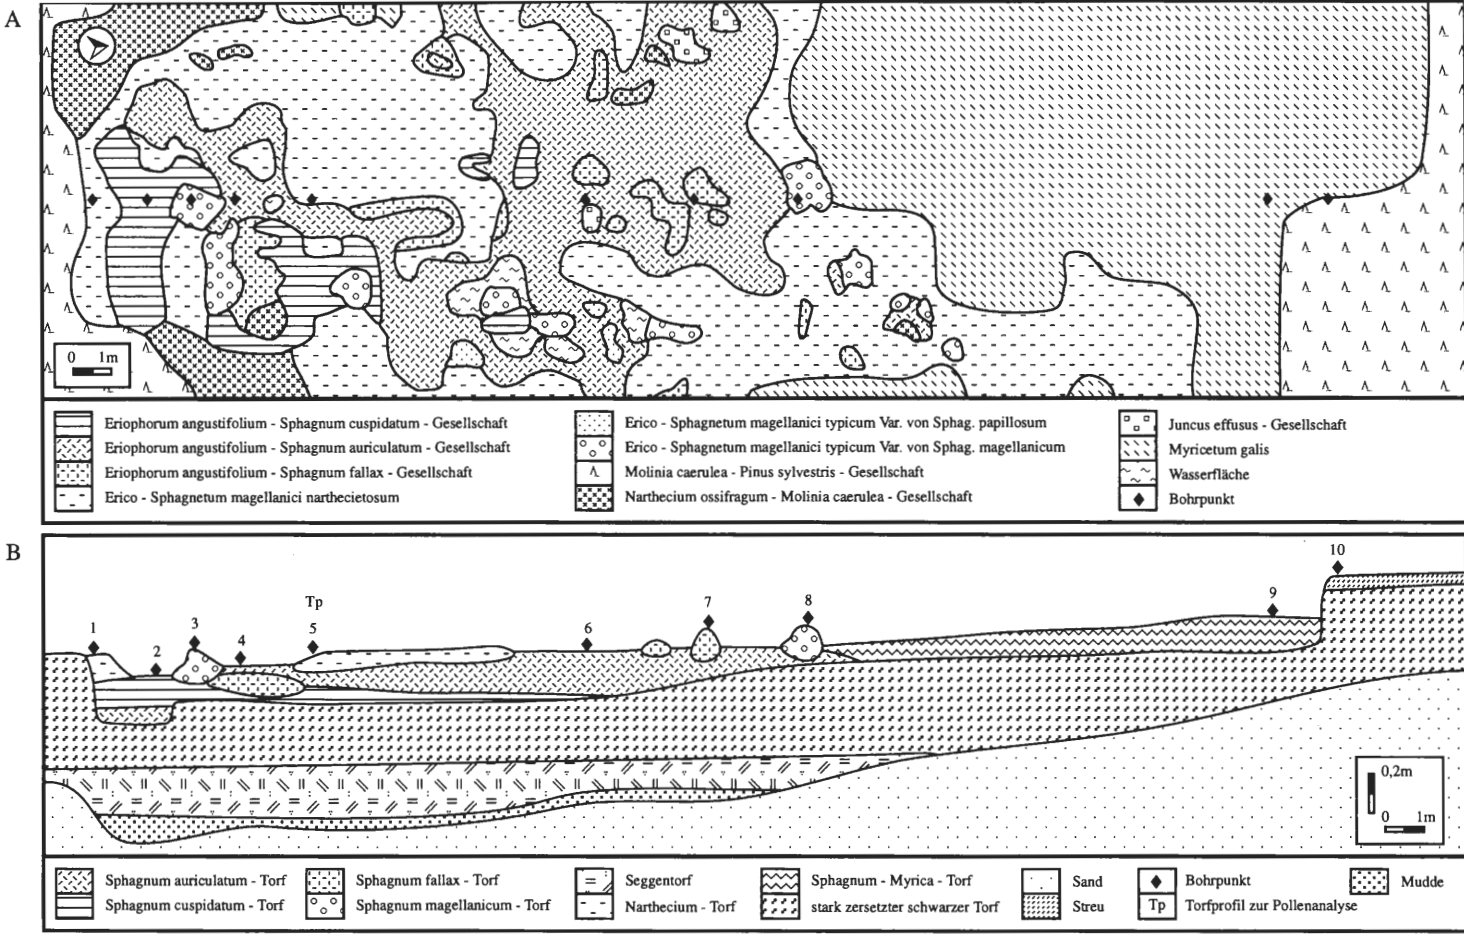 A
0 1m
Eriophorum angustifolium - Sphagnum cuspidatum - Gesellschaft
Eriophorum angustifolium - Sphagnum auriculatum - Gesellschaft
Eriophorum angustifolium - Sphagnum fallax - Gesellschaft
Erico - Sphagnetum magellanici narthecietosum
Erico - Sphagnetum magellanici typicum Var. von Sphag. papillosum
Erico - Sphagnetum magellanici typicum Var. von Sphag. magellanicum
Molinia caerulea - Pinus sylvestris - Gesellschaft
Narthecium ossifragum - Molinia caerulea - Gesellschaft
Juncus effusus - Gesellschaft
Myricetum galis
Wasserfläche
Bohrpunkt
B
1
2
3
4
Tp
5
6
7
8
9
10
0,2m
0 1m
Sphagnum auriculatum - Torf
Sphagnum cuspidatum - Torf
Sphagnum fallax - Torf
Sphagnum magellanicum - Torf
Seggentorf
Narthecium - Torf
Sphagnum - Myrica - Torf
stark zersetzter schwarzer Torf
Sand
Streu
Bohrpunkt
Tp Torfprofil zur Pollenanalyse
Mudde